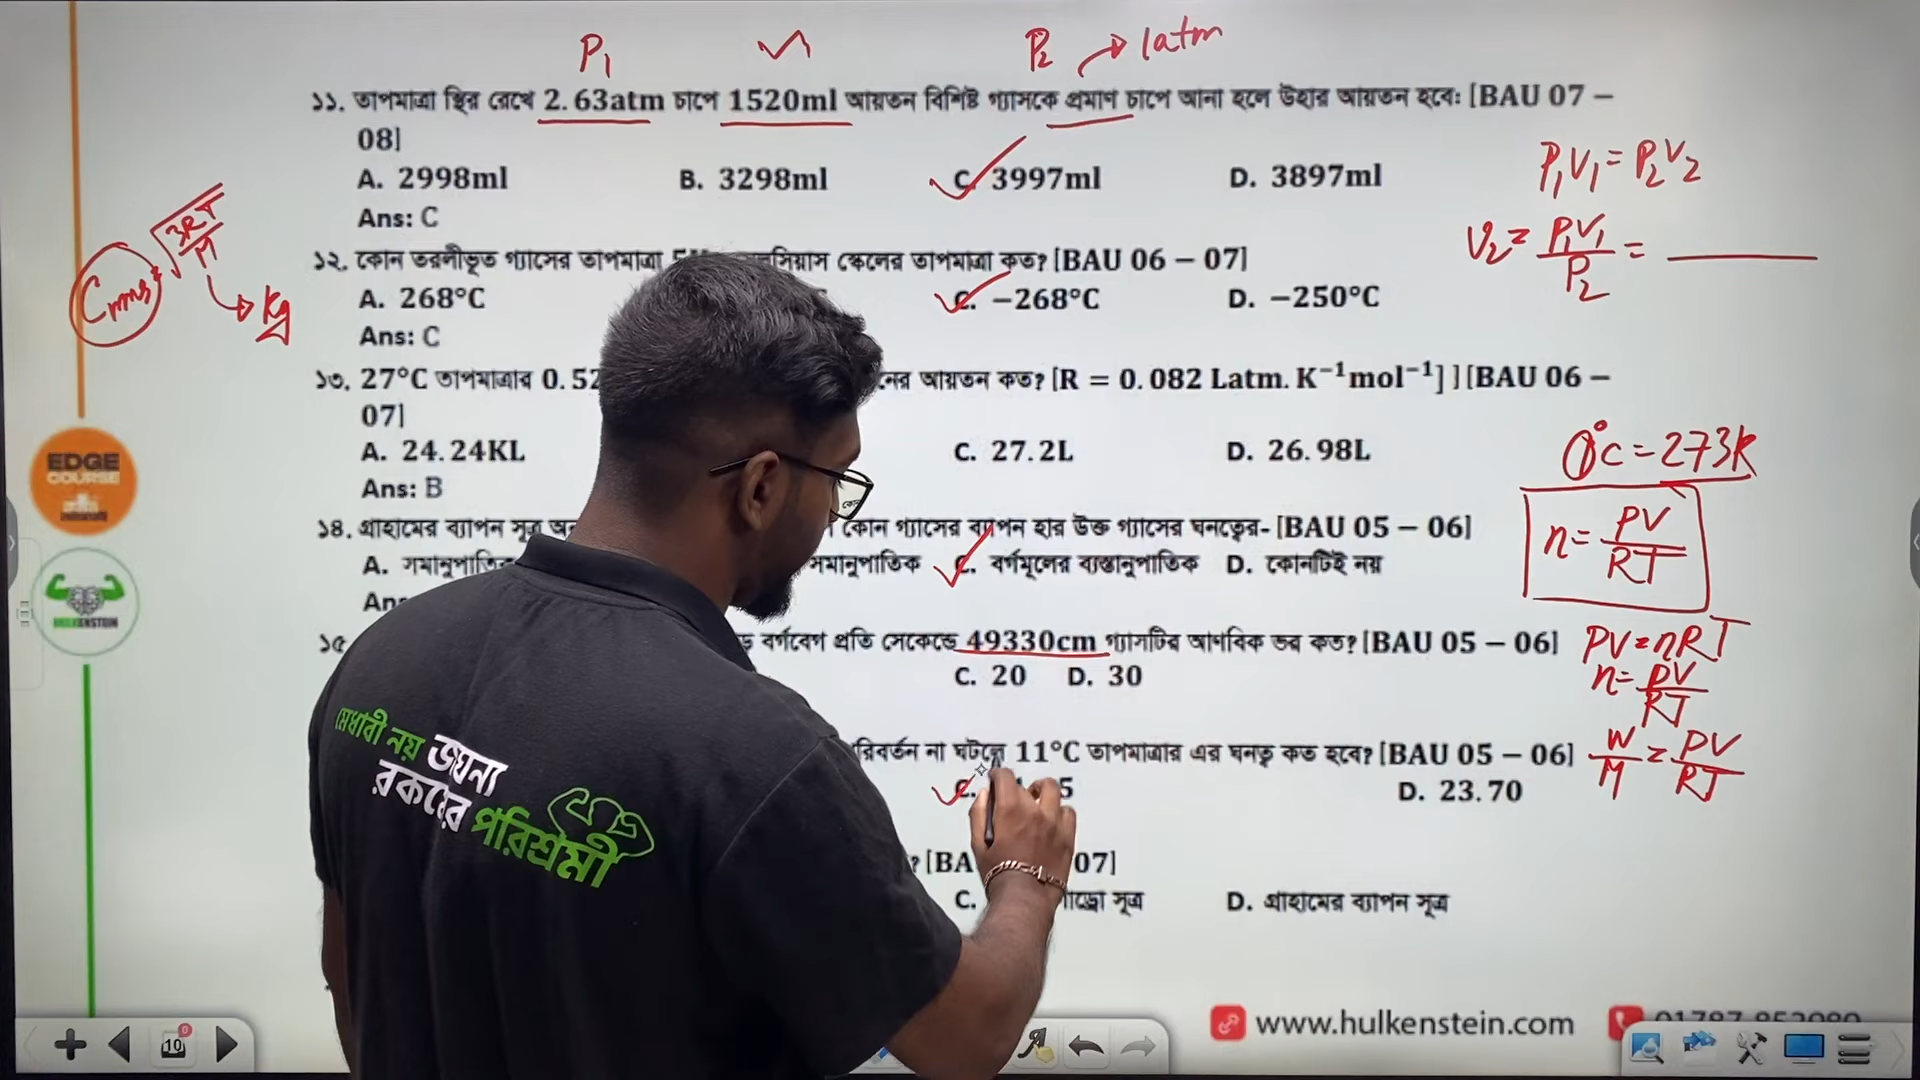 P₁ P₂ → 1atm
১১. তাপমাত্রা স্থির রেখে 2.63atm চাপে 1520ml আয়তন বিশিষ্ট গ্যাসকে প্রমাণ চাপে আনা হলে উহার আয়তন হবেঃ [BAU 07 –
08]
A. 2998ml B. 3298ml C. 3997ml D. 3897ml
Ans: C
P₁V₁ = P₂V₂
V₂ = P₁V₁/P₂ =
Crms = √3RT/M → kg
১২. কোন তরলীভূত গ্যাসের তাপমাত্রা স্কেলের তাপমাত্রা কত? [BAU 06 – 07]
A. 268°C C. −268°C D. −250°C
Ans: C
১৩. 27°C তাপমাত্রার 0.52 আয়তন কত? [R = 0.082 Latm.K⁻¹mol⁻¹] ] [BAU 06 –
07]
A. 24.24KL C. 27.2L D. 26.98L
Ans: B
0°C = 273K
n = PV/RT
১৪. গ্রাহামের ব্যাপন সূত্র কোন গ্যাসের ব্যাপন হার উক্ত গ্যাসের ঘনত্বের- [BAU 05 – 06]
A. সমানুপাতিক C. বর্গমূলের ব্যস্তানুপাতিক D. কোনটিই নয়
১৫ বর্গবেগ প্রতি সেকেন্ডে 49330cm গ্যাসটির আণবিক ভর কত? [BAU 05 – 06]
C. 20 D. 30
PV = nRT
n = PV/RT
W/M = PV/RT
না ঘটলে 11°C তাপমাত্রার এর ঘনত্ব কত হবে? [BAU 05 – 06]
C. D. 23.70
07]
C. সূত্র D. গ্রাহামের ব্যাপন সূত্র
EDGE
COURSE
HULKENSTEIN
মেধাবী নয় জঘন্য
রকমের পরিশ্রমী
www.hulkenstein.com
10